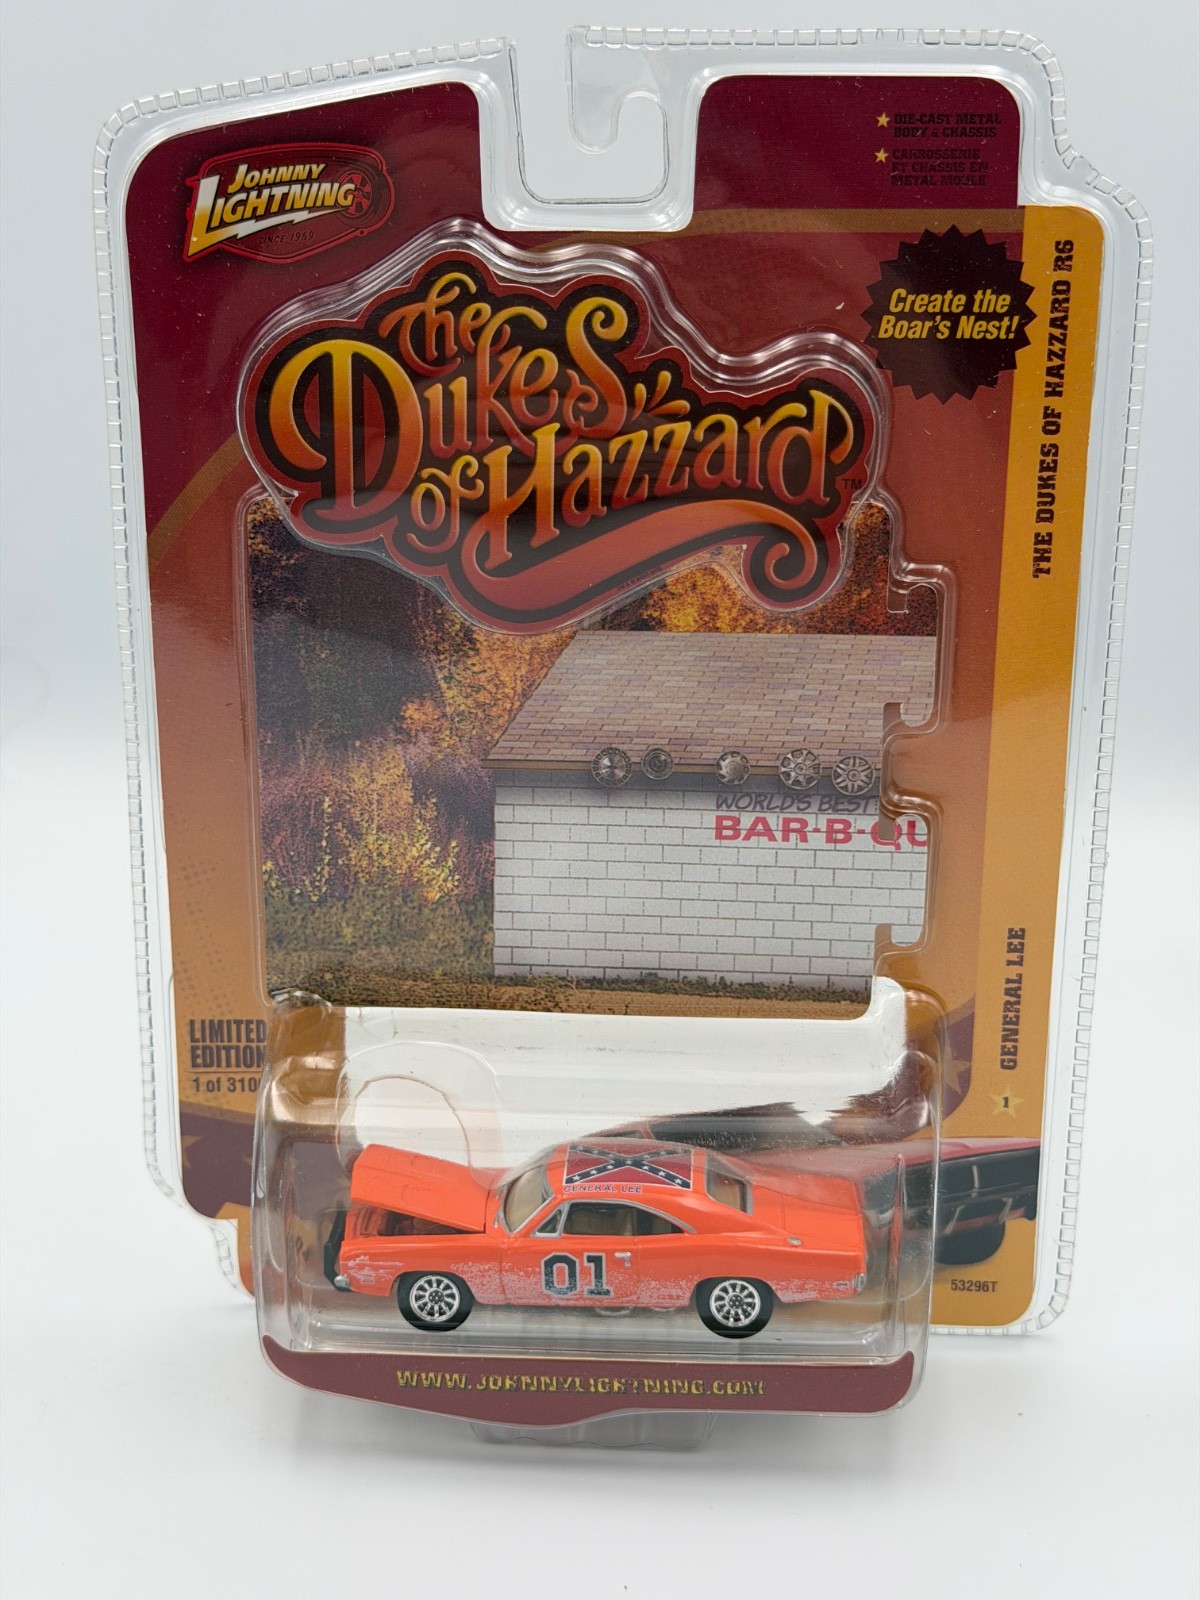 JOHNNY
LIGHTNING
SINCE 1969
DIE-CAST METAL
BODY & CHASSIS
CARROSSERIE
ET CHASSIS EN
METAL MOULE
The
Dukes
of Hazzard
TM
Create the
Boar's Nest!
THE DUKES OF HAZZARD R6
WORLD'S BEST
BAR-B-QU
LIMITED
EDITION
1 of 310
GENERAL LEE
1
GENERAL LEE
01
53296T
WWW.JOHNNYLIGHTNING.COM